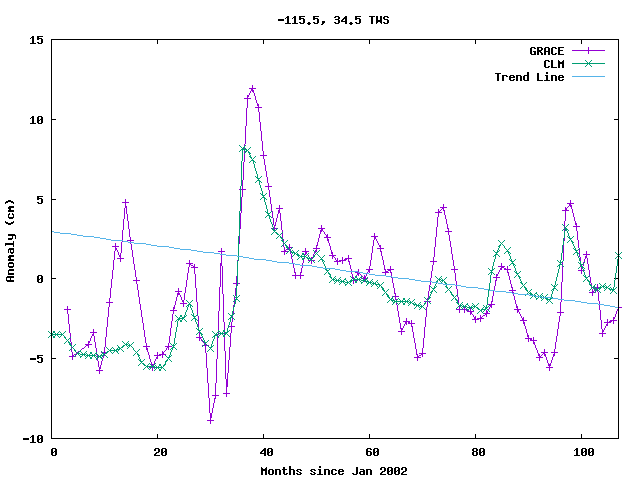 -115.5, 34.5 TWS
GRACE
CLM
Trend Line
15
10
5
0
-5
-10
Anomaly (cm)
0 20 40 60 80 100
Months since Jan 2002